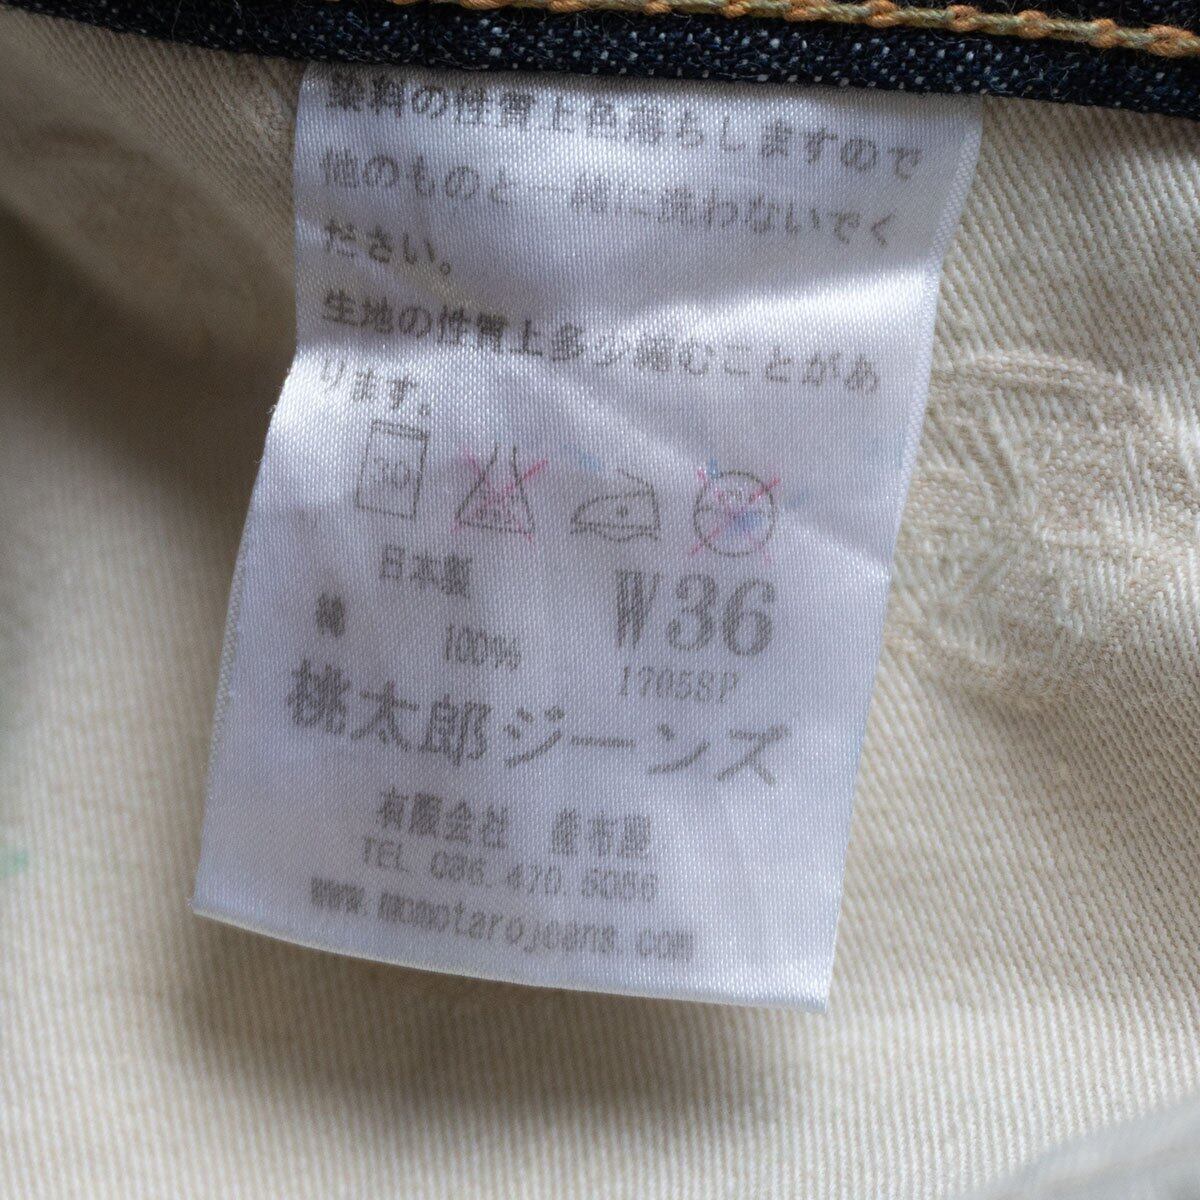 染料の性質上色落ちしますので
他のものと一緒に洗わないでく
ださい。
生地の性質上多少縮むことがあ
ります。
30
日本製
綿 100%
W36
1705SP
桃太郎ジーンズ
有限会社 藍布屋
TEL 086.470.5086
www.momotarojeans.com